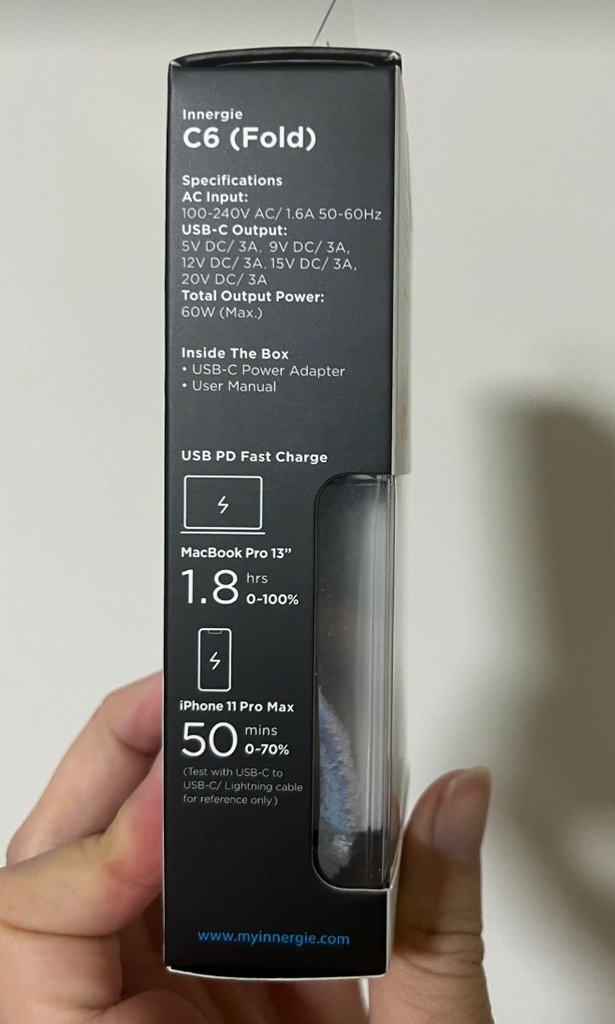 Innergie
C6 (Fold)
Specifications
AC Input:
100-240V AC/ 1.6A 50-60Hz
USB-C Output:
5V DC/ 3A, 9V DC/ 3A,
12V DC/ 3A, 15V DC/ 3A,
20V DC/ 3A
Total Output Power:
60W (Max.)
Inside The Box
• USB-C Power Adapter
• User Manual
USB PD Fast Charge
MacBook Pro 13”
1.8 hrs
0~100%
iPhone 11 Pro Max
50 mins
0~70%
(Test with USB-C to
USB-C/ Lightning cable
for reference only.)
www.myinnergie.com